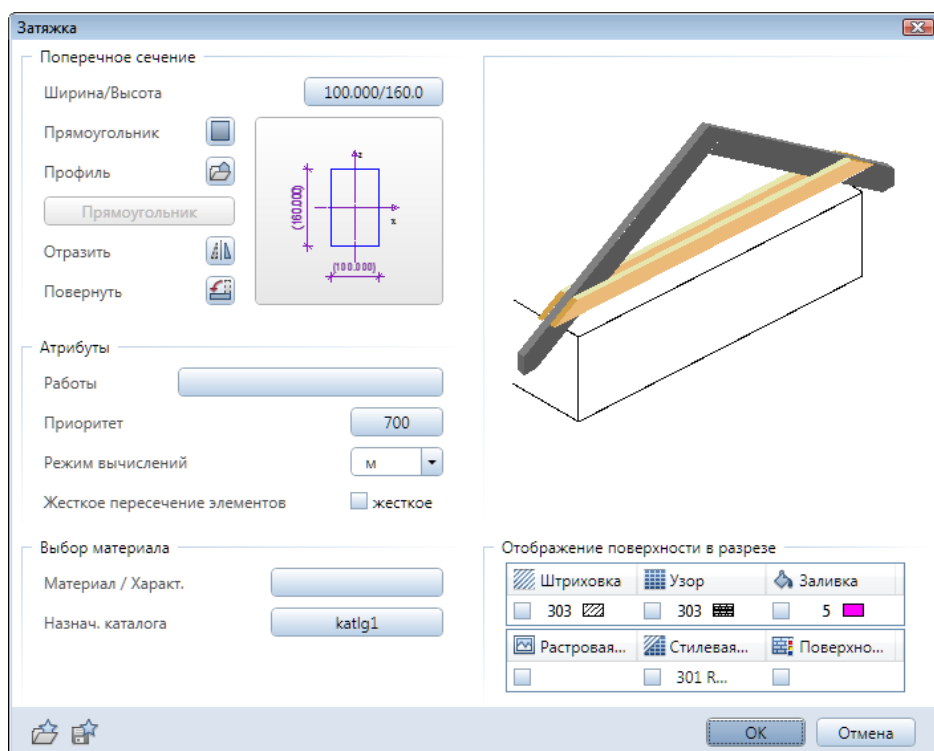 Затяжка
Поперечное сечение
Ширина/Высота
100.000/160.0
Прямоугольник
Профиль
Прямоугольник
Отразить
Повернуть
z
x
(160.000)
(100.000)
Атрибуты
Работы
Приоритет
700
Режим вычислений
м
Жесткое пересечение элементов
жесткое
Выбор материала
Материал / Характ.
Назнач. каталога
katlg1
Отображение поверхности в разрезе
Штриховка Узор Заливка
303 303 5
Растровая... Стилевая... Поверхно...
301 R...
OK
Отмена